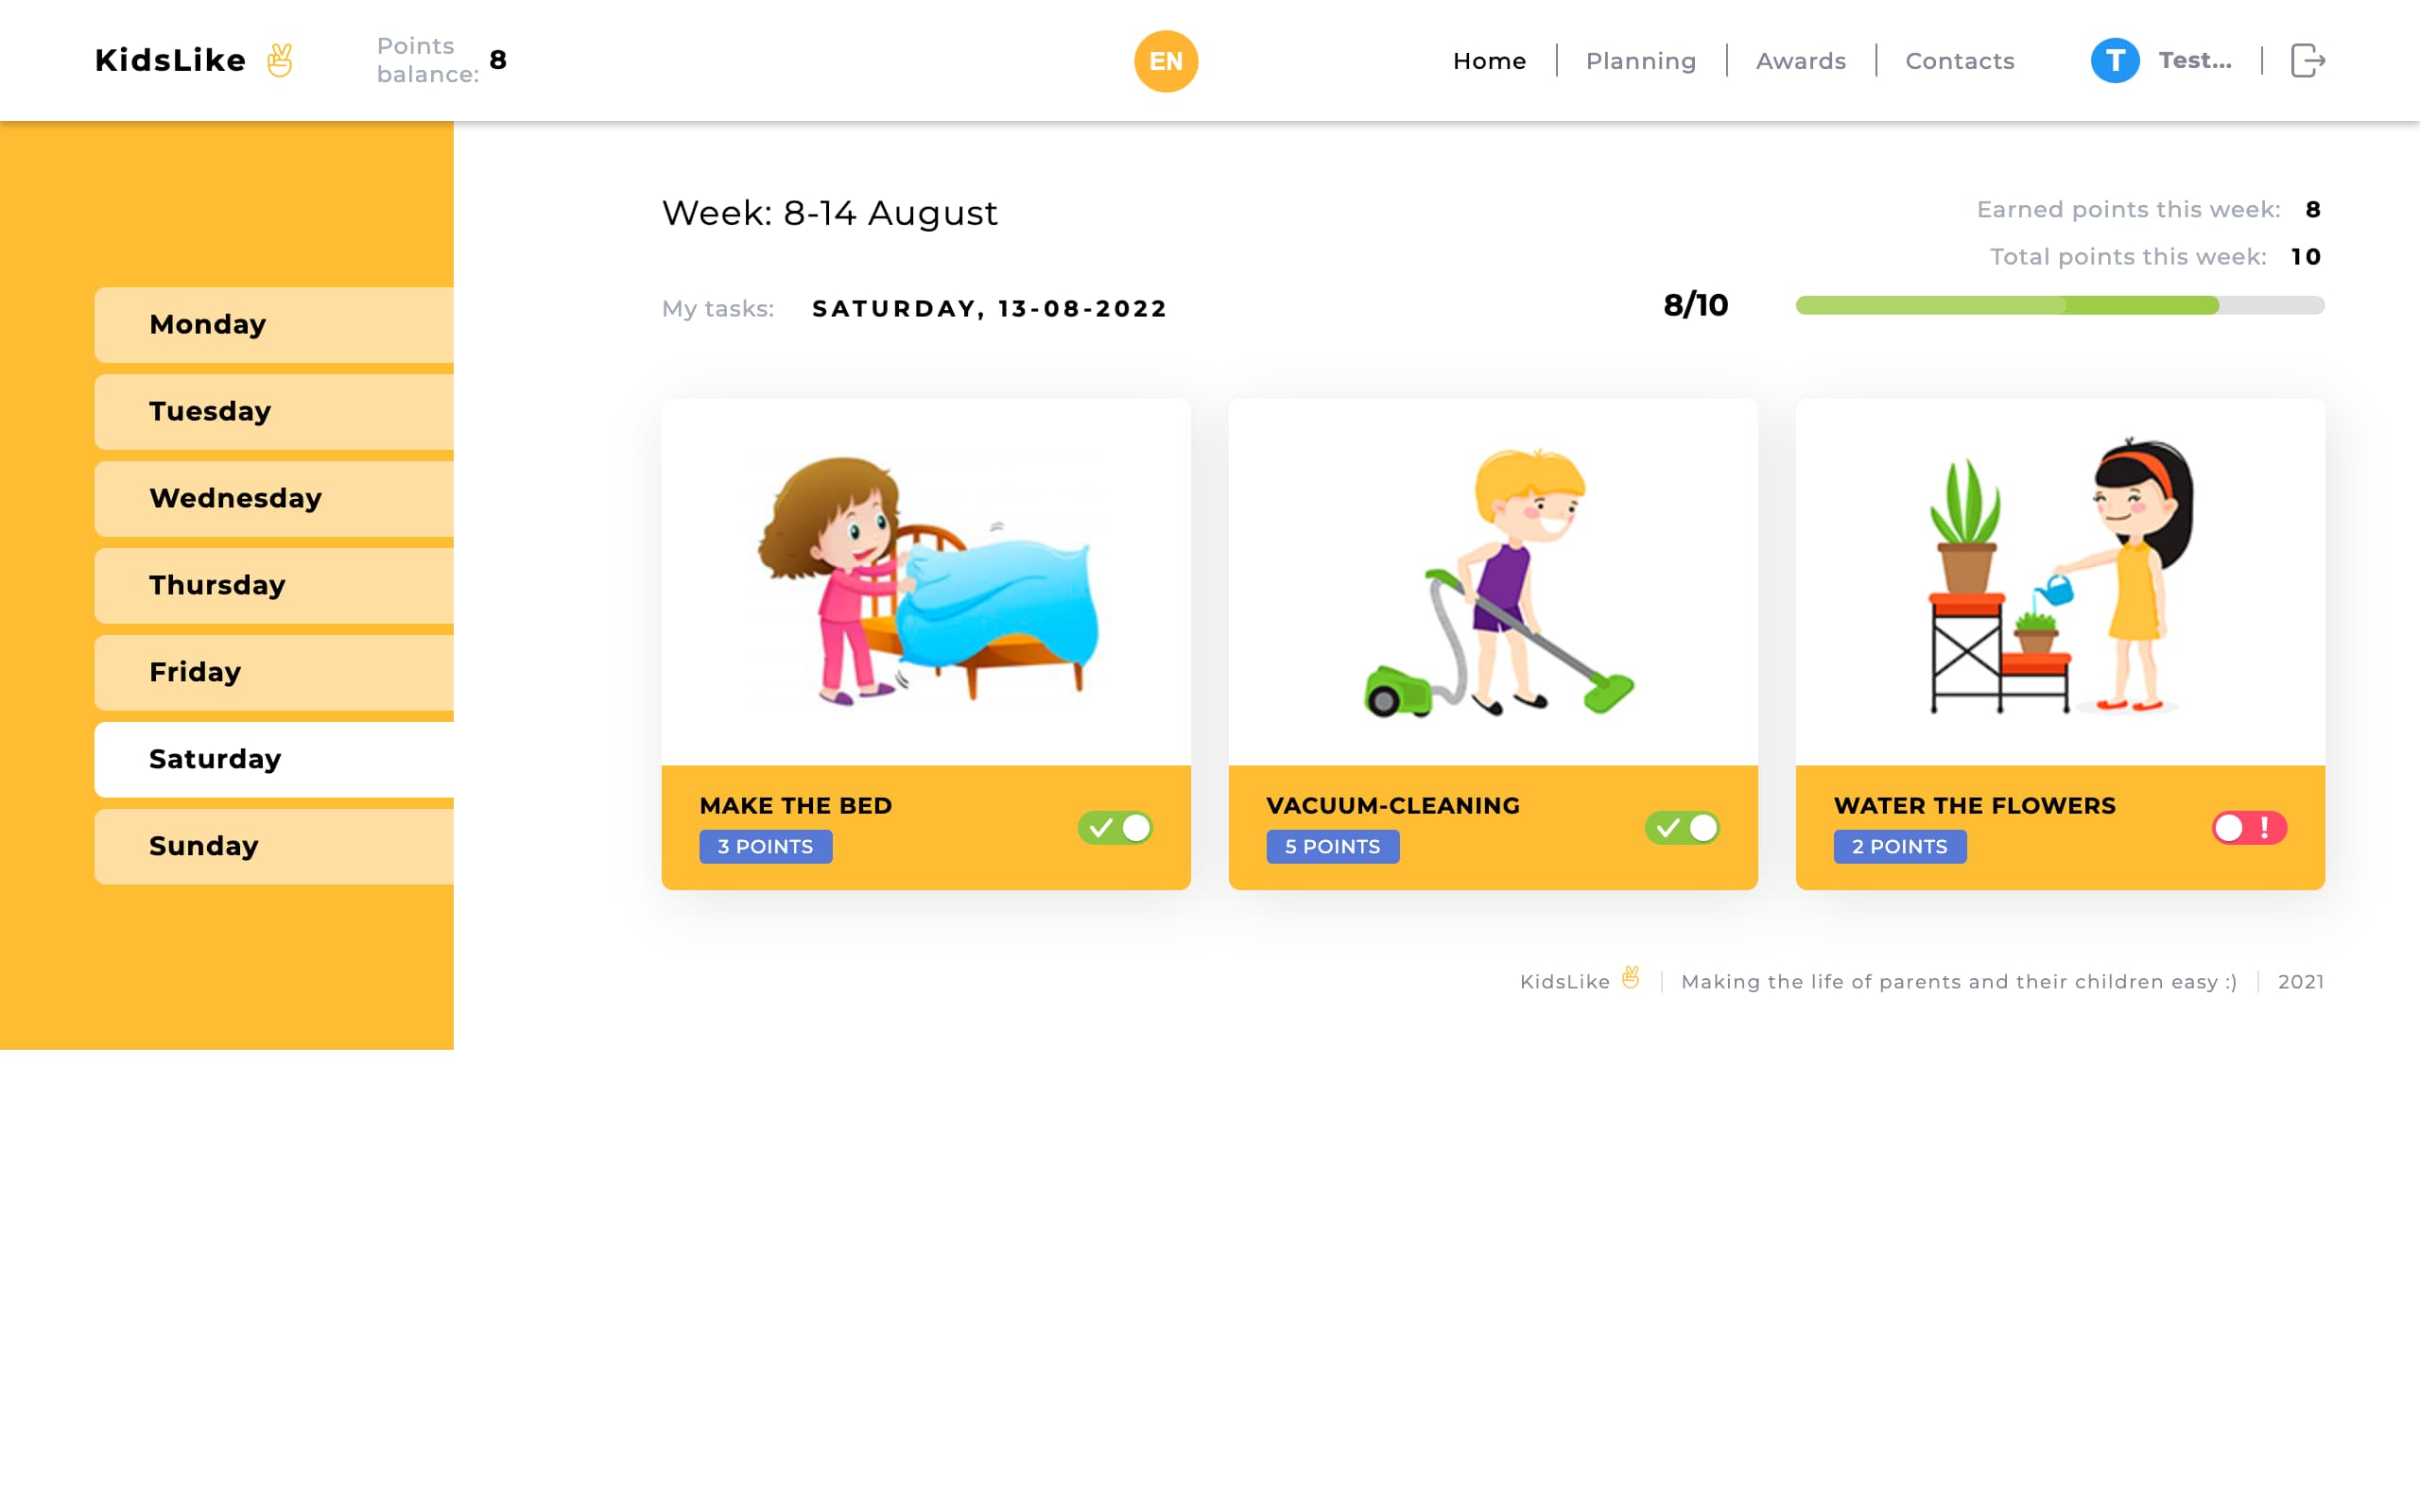 KidsLike
Points
balance: 8
EN
Home
Planning
Awards
Contacts
T
Test...
Monday
Tuesday
Wednesday
Thursday
Friday
Saturday
Sunday
Week: 8-14 August
Earned points this week: 8
Total points this week: 10
My tasks: SATURDAY, 13-08-2022
8/10
MAKE THE BED
3 POINTS
VACUUM-CLEANING
5 POINTS
WATER THE FLOWERS
2 POINTS
!
KidsLike
Making the life of parents and their children easy :)
2021